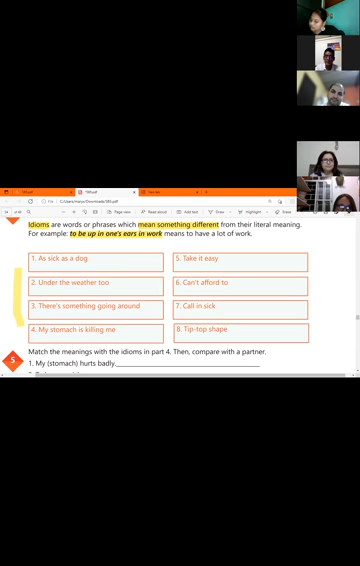 Idioms are words or phrases which mean something different from their literal meaning.
For example: to be up in one's ears in work means to have a lot of work.
1. As sick as a dog
5. Take it easy
2. Under the weather too
6. Can't afford to
3. There's something going around
7. Call in sick
4. My stomach is killing me
8. Tip-top shape
5
Match the meanings with the idioms in part 4. Then, compare with a partner.
1. My (stomach) hurts badly.